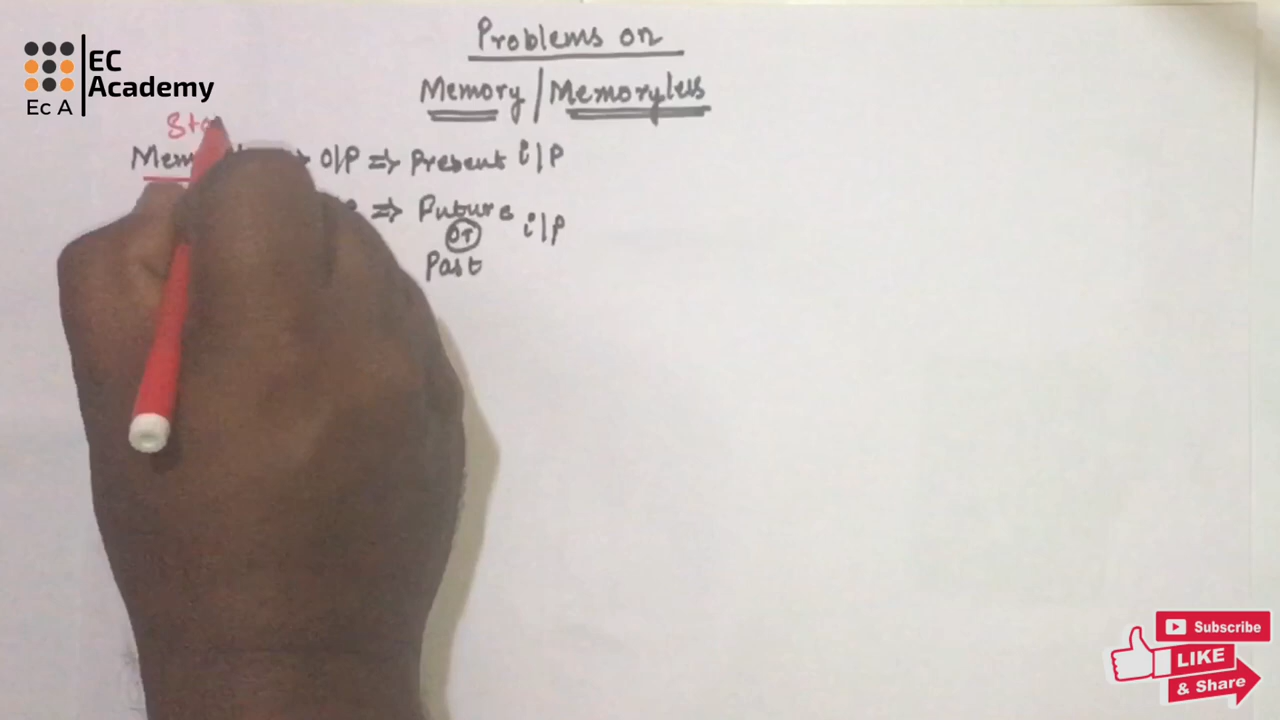 EC
Academy
Ec A
Problems on
Memory / Memoryless
O/P => Present i/P
=> Future
or i/P
Past
Subscribe
LIKE
& Share